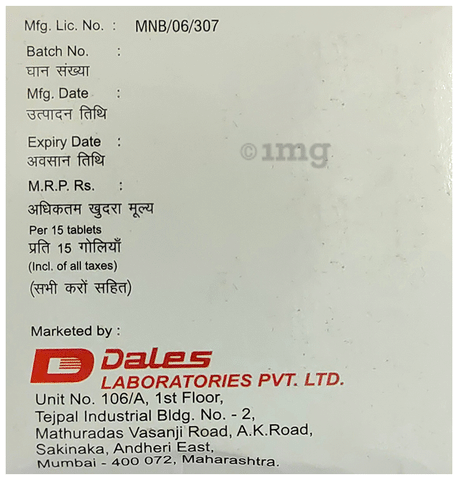 Mfg. Lic. No. : MNB/06/307
Batch No. :
घान संख्या
Mfg. Date :
उत्पादन तिथि
Expiry Date :
अवसान तिथि
M.R.P. Rs. :
अधिकतम खुदरा मूल्य
Per 15 tablets
प्रति 15 गोलियाँ
(Incl. of all taxes)
(सभी करों सहित)
©1mg
Marketed by :
Dales
LABORATORIES PVT. LTD.
Unit No. 106/A, 1st Floor,
Tejpal Industrial Bldg. No. - 2,
Mathuradas Vasanji Road, A.K.Road,
Sakinaka, Andheri East,
Mumbai - 400 072, Maharashtra.